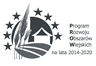 Program
Rozwoju
Obszarów
Wiejskich
na lata 2014-2020